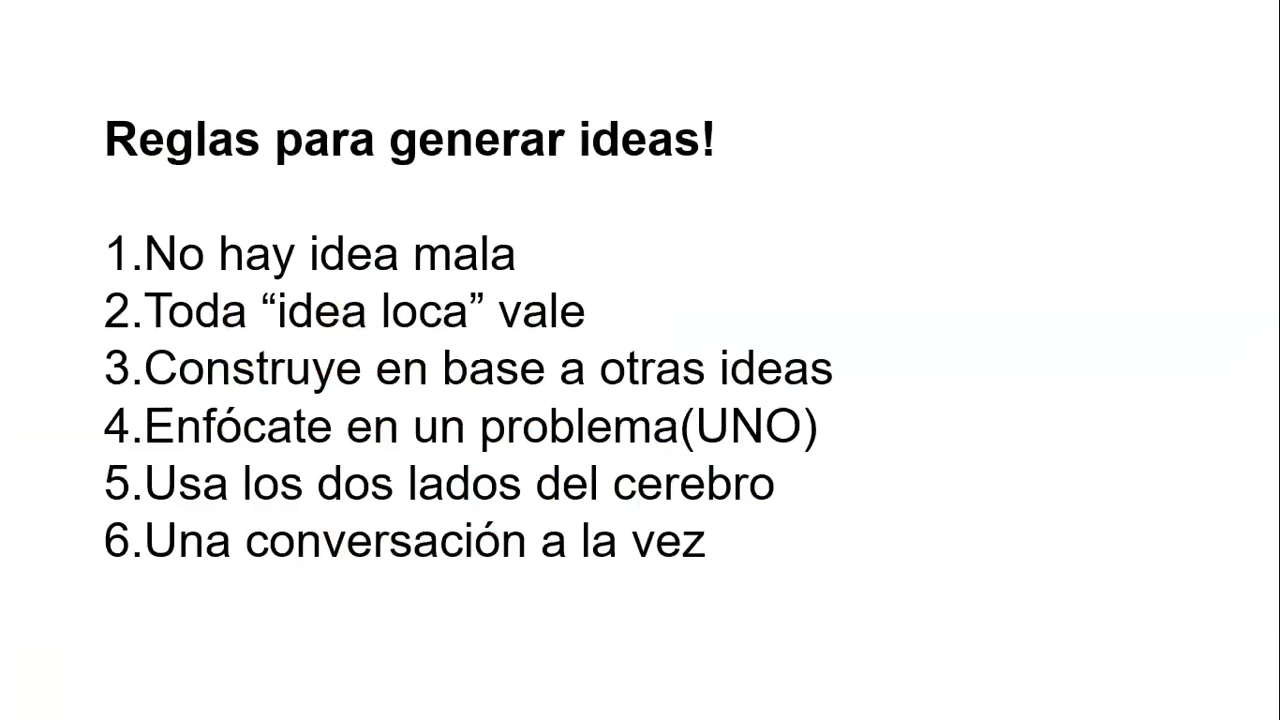 Reglas para generar ideas!
1.No hay idea mala
2.Toda “idea loca” vale
3.Construye en base a otras ideas
4.Enfócate en un problema(UNO)
5.Usa los dos lados del cerebro
6.Una conversación a la vez